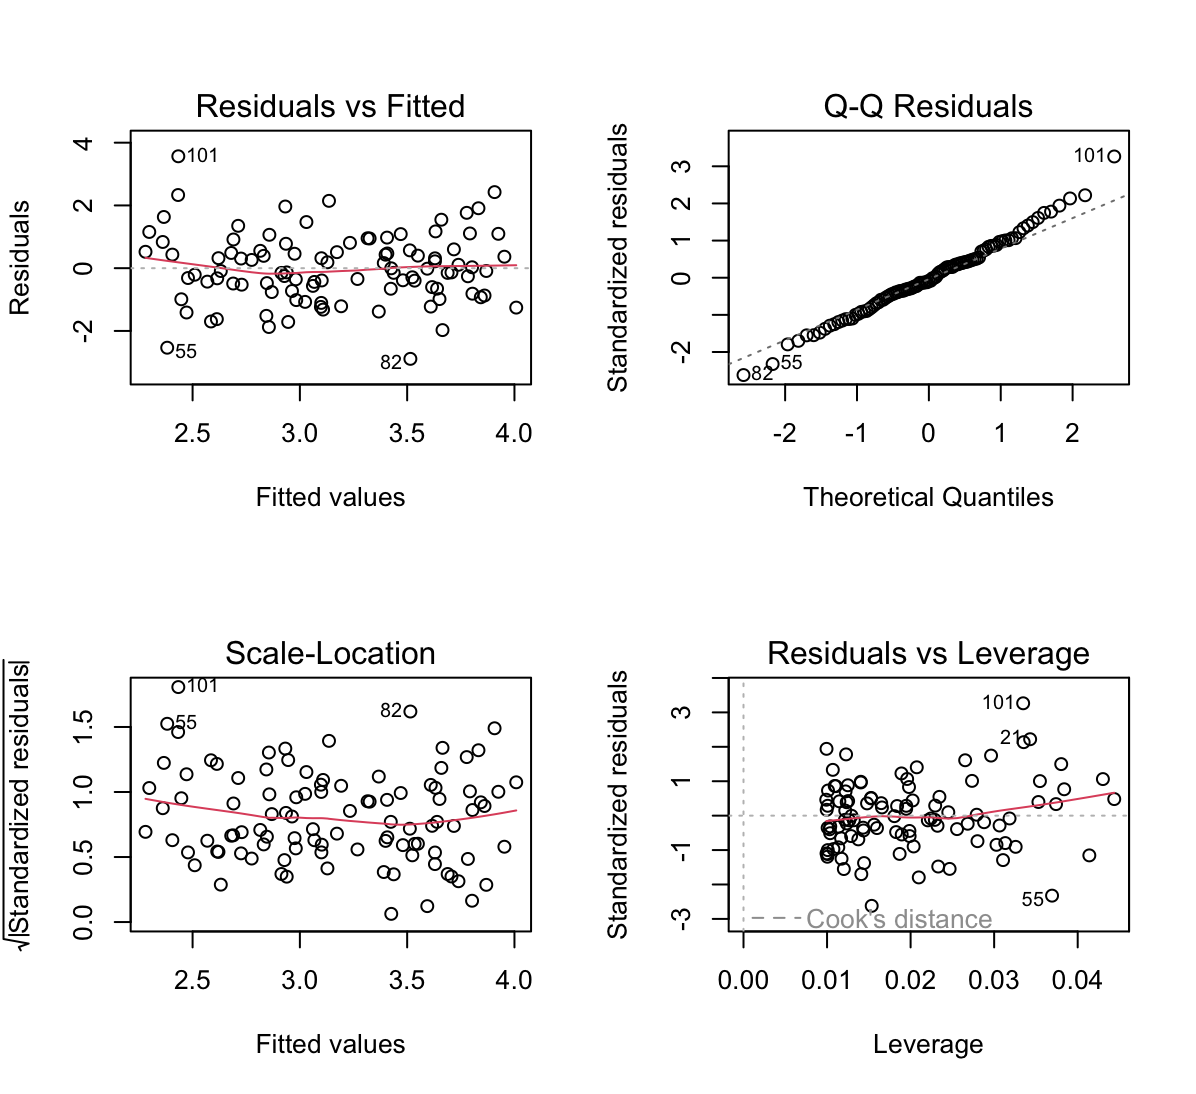 Residuals vs Fitted
Residuals
4
2
0
-2
101
55
82
2.5 3.0 3.5 4.0
Fitted values
Q-Q Residuals
Standardized residuals
3
2
1
0
-2
101
82
55
-2 -1 0 1 2
Theoretical Quantiles
Scale-Location
√|Standardized residuals|
1.5
1.0
0.5
0.0
101
55
82
2.5 3.0 3.5 4.0
Fitted values
Residuals vs Leverage
Standardized residuals
3
1
-1
-3
101
21
55
Cook's distance
0.00 0.01 0.02 0.03 0.04
Leverage